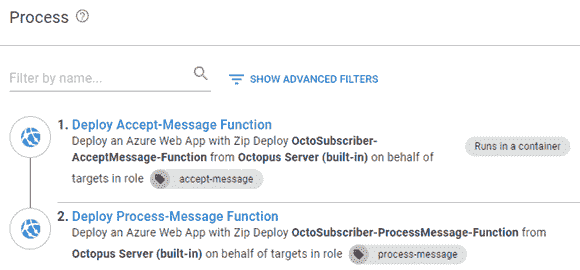 Process ?
Filter by name...
SHOW ADVANCED FILTERS
1. Deploy Accept-Message Function
Deploy an Azure Web App with Zip Deploy OctoSubscriber-
AcceptMessage-Function from Octopus Server (built-in) on behalf of
targets in role accept-message
Runs in a container
2. Deploy Process-Message Function
Deploy an Azure Web App with Zip Deploy OctoSubscriber-ProcessMessage-Function from
Octopus Server (built-in) on behalf of targets in role process-message